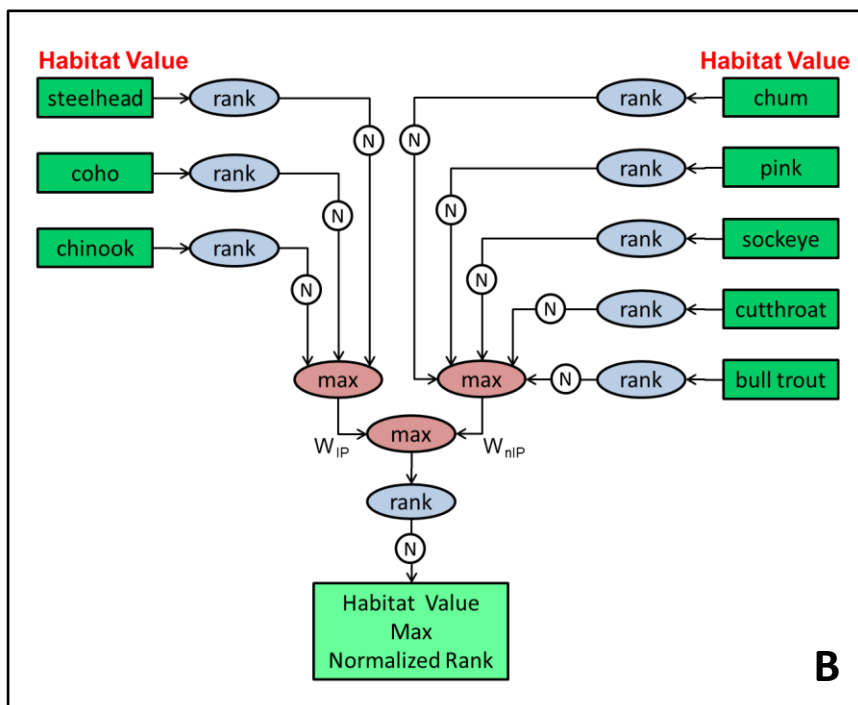 Habitat Value
Habitat Value
steelhead
rank
rank
chum
N
N
coho
rank
rank
pink
N
N
chinook
rank
rank
sockeye
N
N
N
rank
cutthroat
max
max
N
rank
bull trout
W_IP
max
W_nIP
rank
N
Habitat Value
Max
Normalized Rank
B